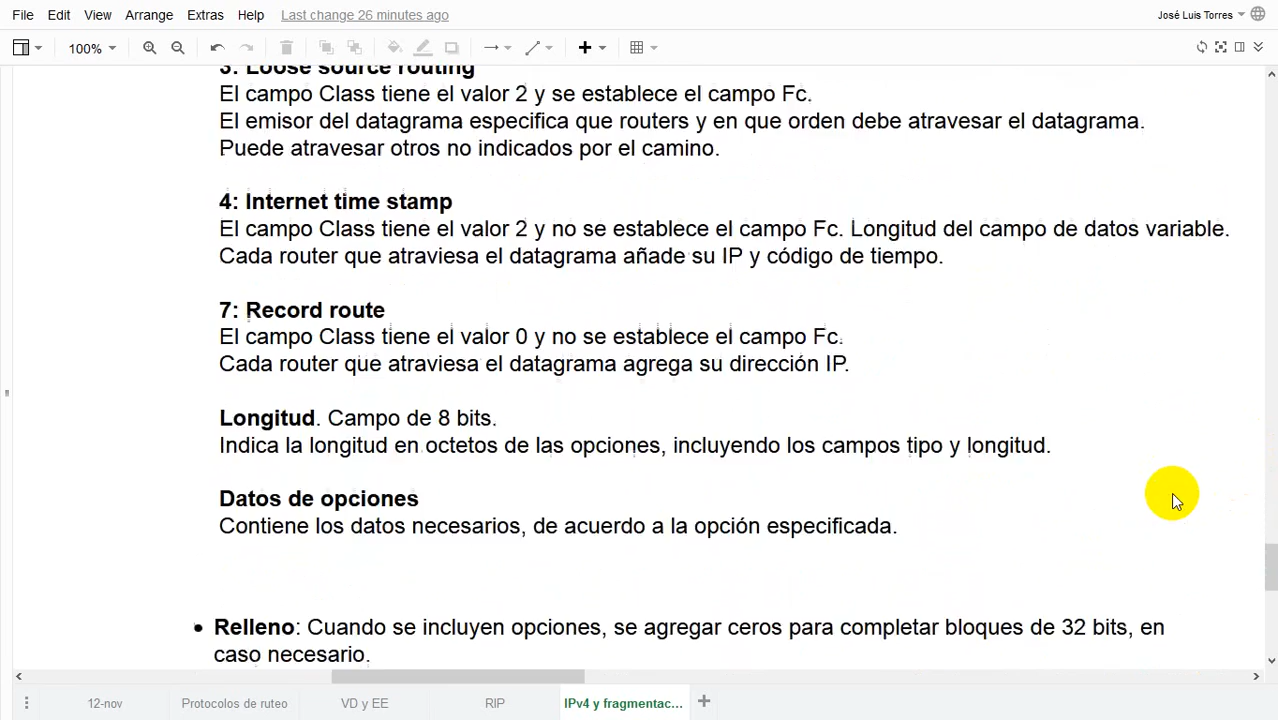 File Edit View Arrange Extras Help Last change 26 minutes ago José Luis Torres
100%
3: Loose source routing
El campo Class tiene el valor 2 y se establece el campo Fc.
El emisor del datagrama especifica que routers y en que orden debe atravesar el datagrama.
Puede atravesar otros no indicados por el camino.
4: Internet time stamp
El campo Class tiene el valor 2 y no se establece el campo Fc. Longitud del campo de datos variable.
Cada router que atraviesa el datagrama añade su IP y código de tiempo.
7: Record route
El campo Class tiene el valor 0 y no se establece el campo Fc.
Cada router que atraviesa el datagrama agrega su dirección IP.
Longitud. Campo de 8 bits.
Indica la longitud en octetos de las opciones, incluyendo los campos tipo y longitud.
Datos de opciones
Contiene los datos necesarios, de acuerdo a la opción especificada.
• Relleno: Cuando se incluyen opciones, se agregar ceros para completar bloques de 32 bits, en
caso necesario.
12-nov Protocolos de ruteo VD y EE RIP IPv4 y fragmentac...